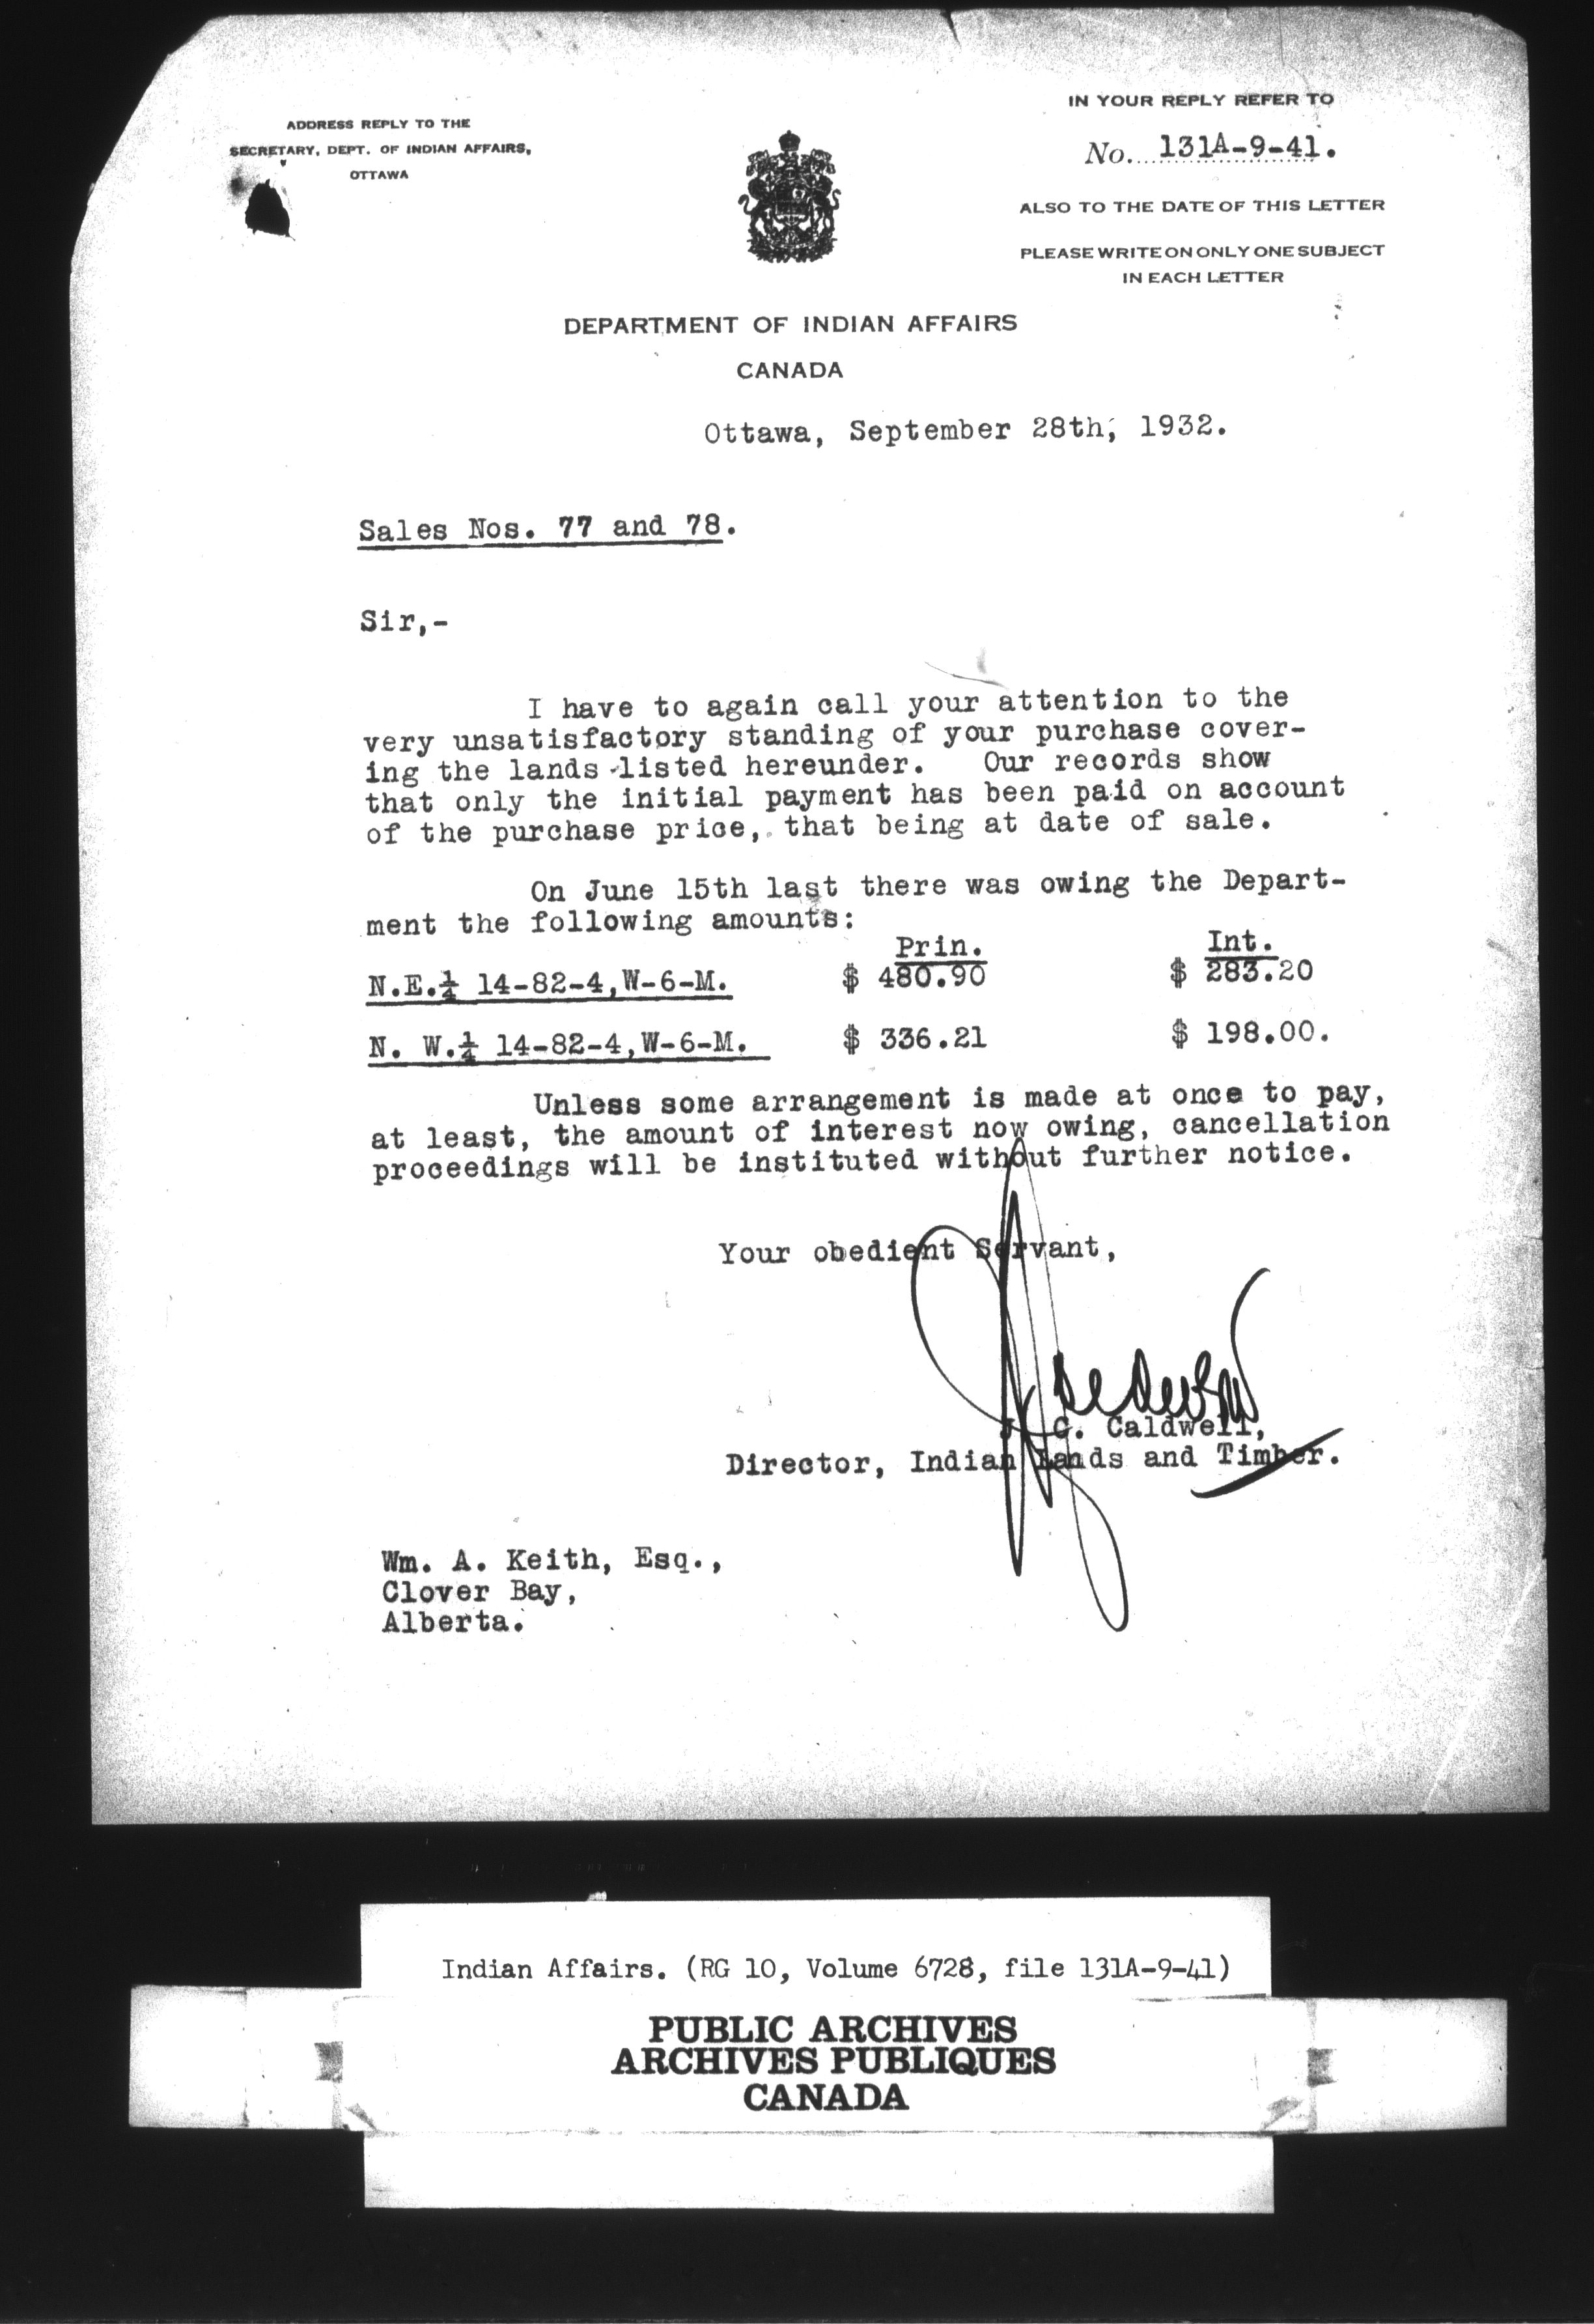 ADDRESS REPLY TO THE
SECRETARY, DEPT. OF INDIAN AFFAIRS,
OTTAWA
IN YOUR REPLY REFER TO
No. 131A-9-41.
ALSO TO THE DATE OF THIS LETTER
PLEASE WRITE ON ONLY ONE SUBJECT
IN EACH LETTER
DEPARTMENT OF INDIAN AFFAIRS
CANADA
Ottawa, September 28th, 1932.
Sales Nos. 77 and 78.
Sir,-
I have to again call your attention to the
very unsatisfactory standing of your purchase cover-
ing the lands listed hereunder. Our records show
that only the initial payment has been paid on account
of the purchase price, that being at date of sale.
On June 15th last there was owing the Depart-
ment the following amounts:
Prin. Int.
N.E.¼ 14-82-4,W-6-M. $ 480.90 $ 283.20
N. W.¼ 14-82-4,W-6-M. $ 336.21 $ 198.00.
Unless some arrangement is made at once to pay,
at least, the amount of interest now owing, cancellation
proceedings will be instituted without further notice.
Your obedient Servant,
J. C. Caldwell,
Director, Indian Lands and Timber.
Wm. A. Keith, Esq.,
Clover Bay,
Alberta.
Indian Affairs. (RG 10, Volume 6728, file 131A-9-41)
PUBLIC ARCHIVES
ARCHIVES PUBLIQUES
CANADA